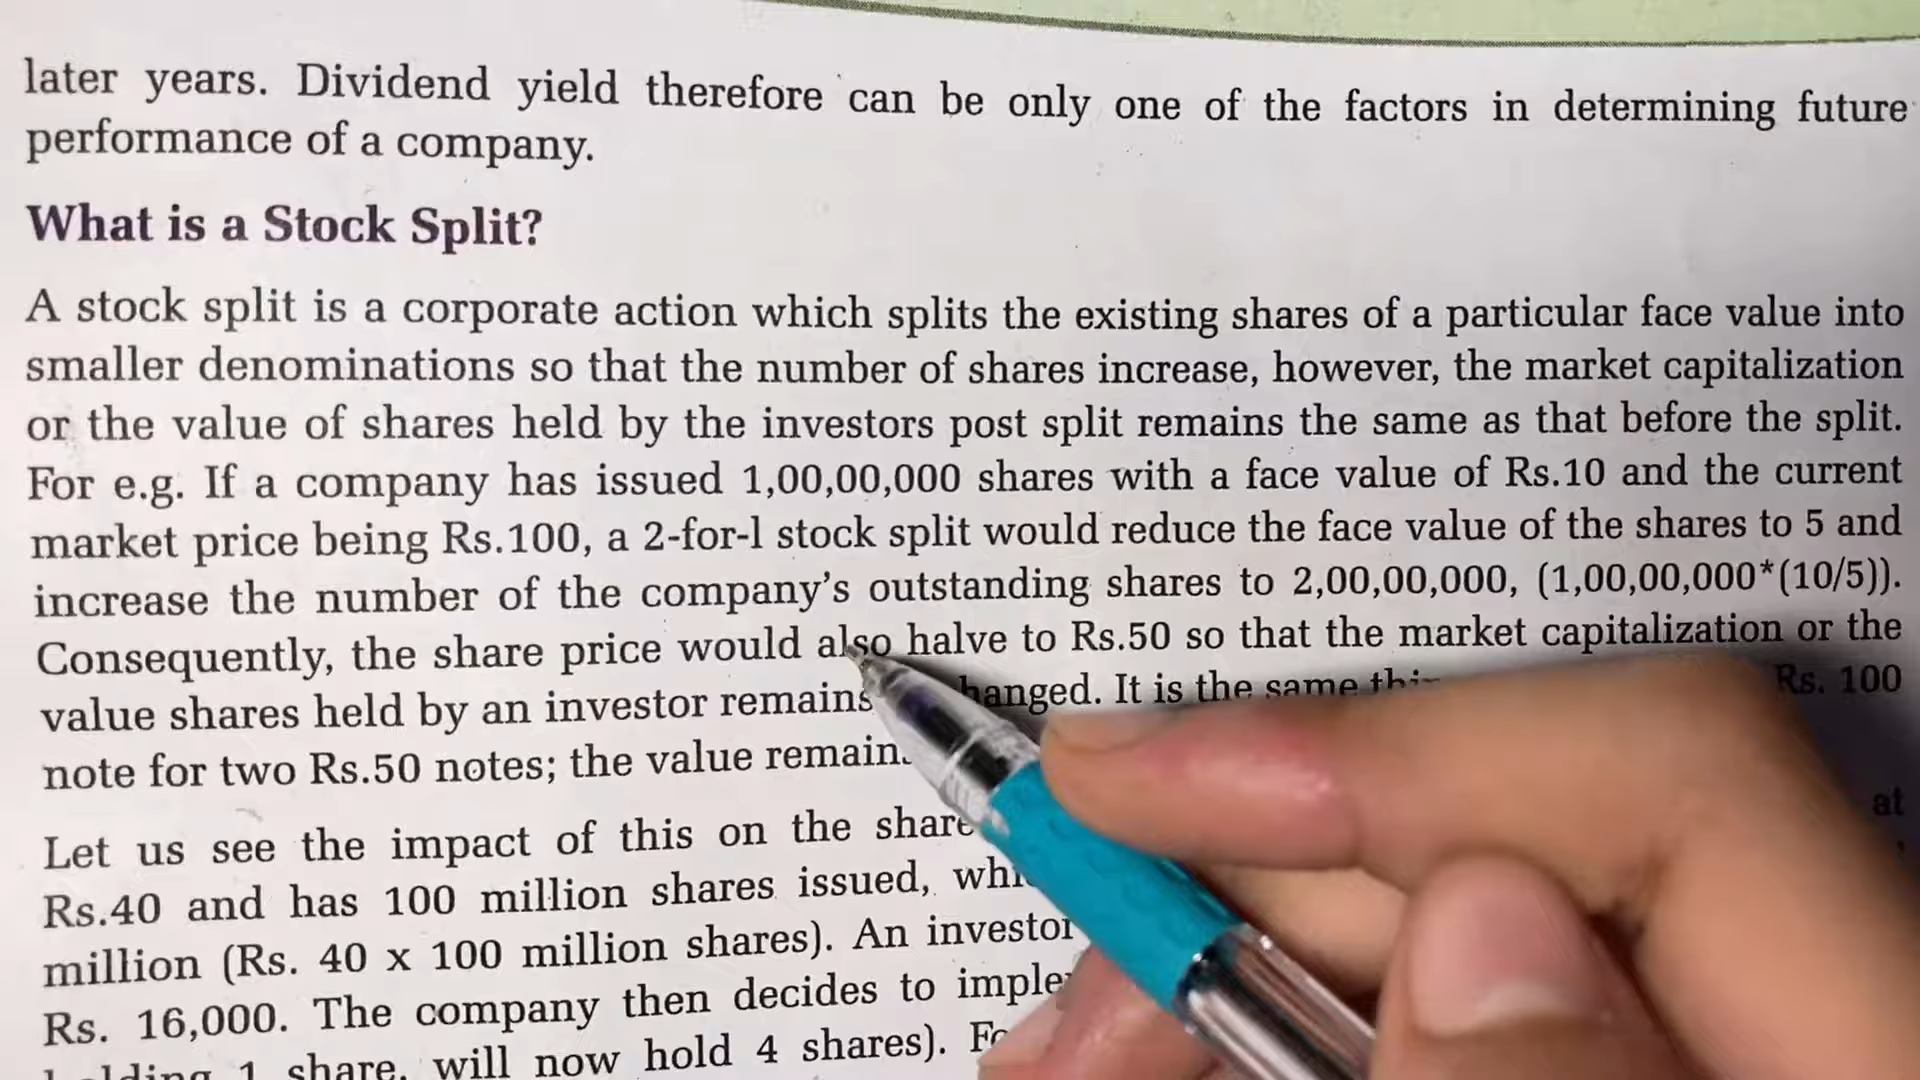 later years. Dividend yield therefore can be only one of the factors in determining future
performance of a company.
What is a Stock Split?
A stock split is a corporate action which splits the existing shares of a particular face value into
smaller denominations so that the number of shares increase, however, the market capitalization
or the value of shares held by the investors post split remains the same as that before the split.
For e.g. If a company has issued 1,00,00,000 shares with a face value of Rs.10 and the current
market price being Rs.100, a 2-for-l stock split would reduce the face value of the shares to 5 and
increase the number of the company's outstanding shares to 2,00,00,000, (1,00,00,000*(10/5)).
Consequently, the share price would also halve to Rs.50 so that the market capitalization or the
value shares held by an investor remains hanged. It is the same Rs. 100
note for two Rs.50 notes; the value at
Let us see the impact of this on the share
Rs.40 and has 100 million shares issued,
million (Rs. 40 x 100 million shares). An investor
Rs. 16,000. The company then decides to
1 share, will now hold 4 shares).